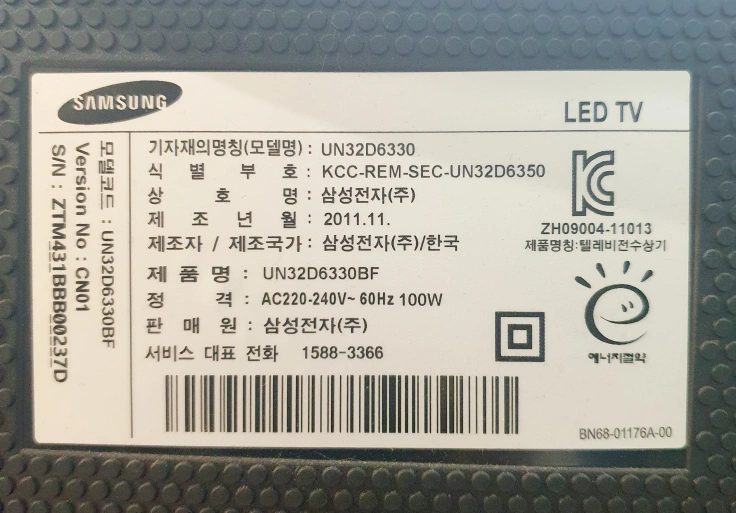 SAMSUNG
LED TV
모델코드 : UN32D6330BF
Version No : CN01
S/N : ZTM431BBB00237D
기자재의명칭(모델명) : UN32D6330
식 별 부 호 : KCC-REM-SEC-UN32D6350
상 호 명 : 삼성전자(주)
제 조 년 월 : 2011.11.
제조자 / 제조국가 : 삼성전자(주)/한국
제 품 명 : UN32D6330BF
정 격 : AC220-240V~ 60Hz 100W
판 매 원 : 삼성전자(주)
서비스 대표 전화 1588-3366
ZH09004-11013
제품명칭:텔레비전수상기
에너지절약
BN68-01176A-00